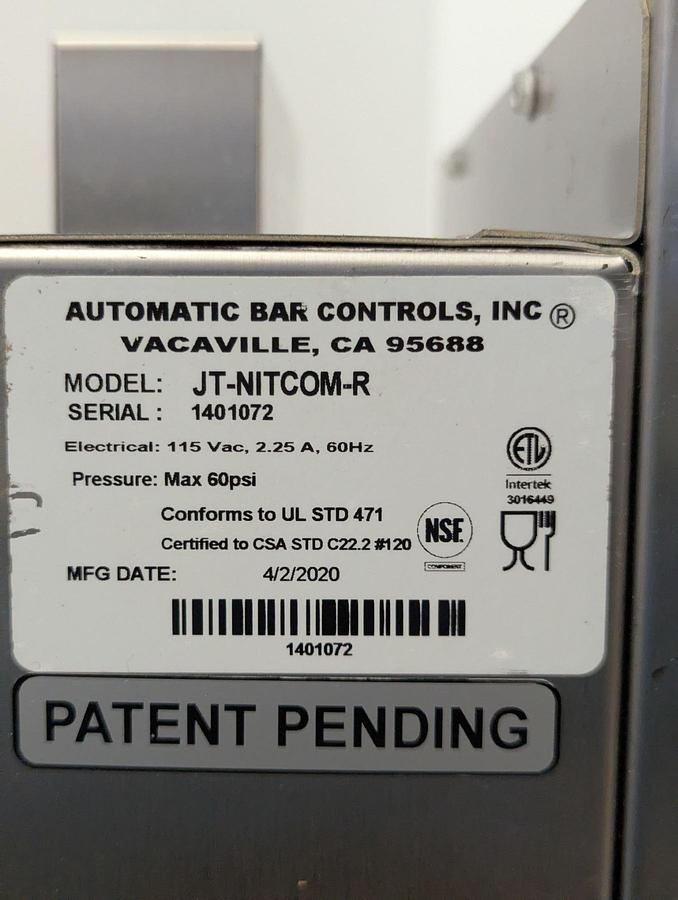 AUTOMATIC BAR CONTROLS, INC ®
VACAVILLE, CA 95688
MODEL: JT-NITCOM-R
SERIAL : 1401072
Electrical: 115 Vac, 2.25 A, 60Hz
Pressure: Max 60psi
Conforms to UL STD 471
Certified to CSA STD C22.2 #120
MFG DATE: 4/2/2020
ETL
Intertek
3016449
NSF.
COMPONENT
1401072
PATENT PENDING